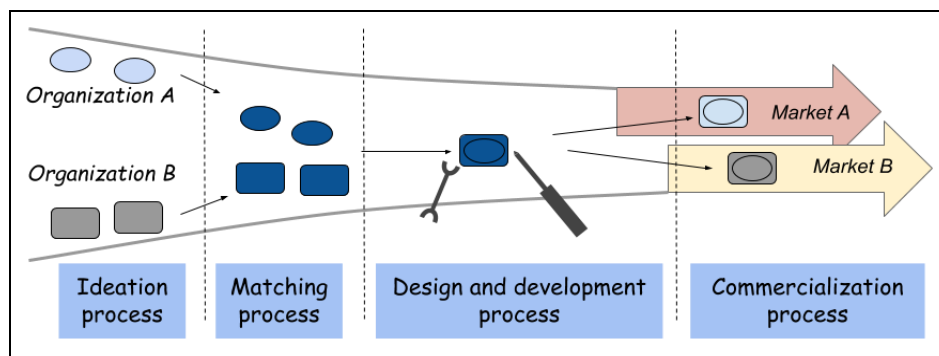 Organization A
Organization B
Market A
Market B
Ideation
process
Matching
process
Design and development
process
Commercialization
process